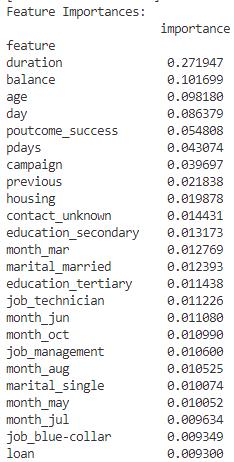 Feature Importances:
importance
feature
duration 0.271947
balance 0.101699
age 0.098180
day 0.086379
poutcome_success 0.054808
pdays 0.043074
campaign 0.039697
previous 0.021838
housing 0.019878
contact_unknown 0.014431
education_secondary 0.013173
month_mar 0.012769
marital_married 0.012393
education_tertiary 0.011438
job_technician 0.011226
month_jun 0.011080
month_oct 0.010990
job_management 0.010600
month_aug 0.010525
marital_single 0.010074
month_may 0.010052
month_jul 0.009634
job_blue-collar 0.009349
loan 0.009300